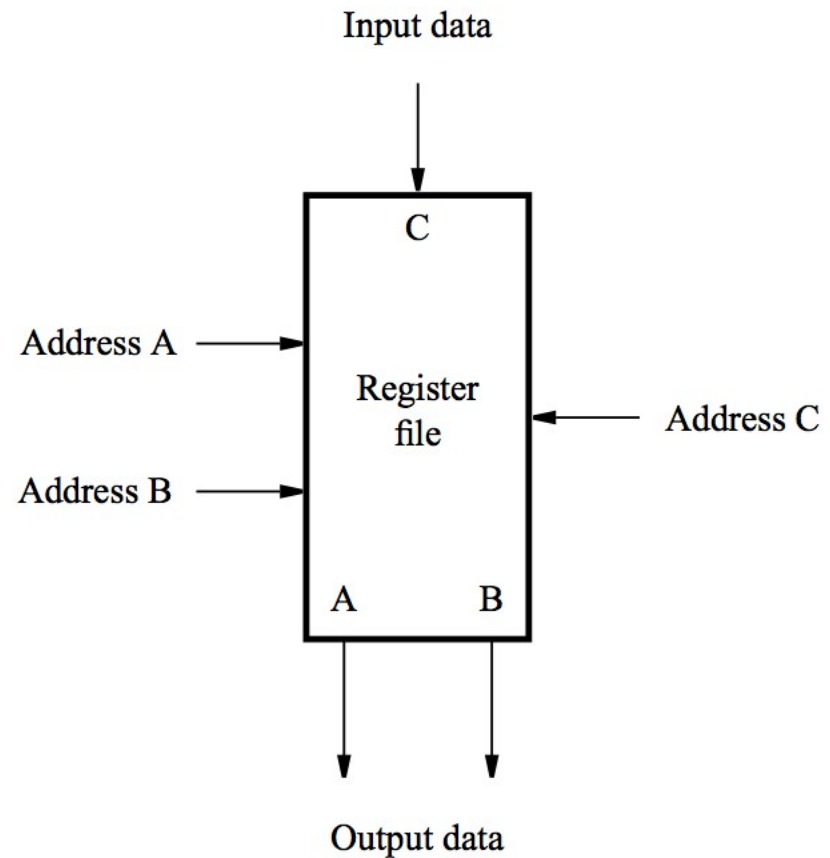 Input data
C
Address A
Register
file
Address C
Address B
A
B
Output data